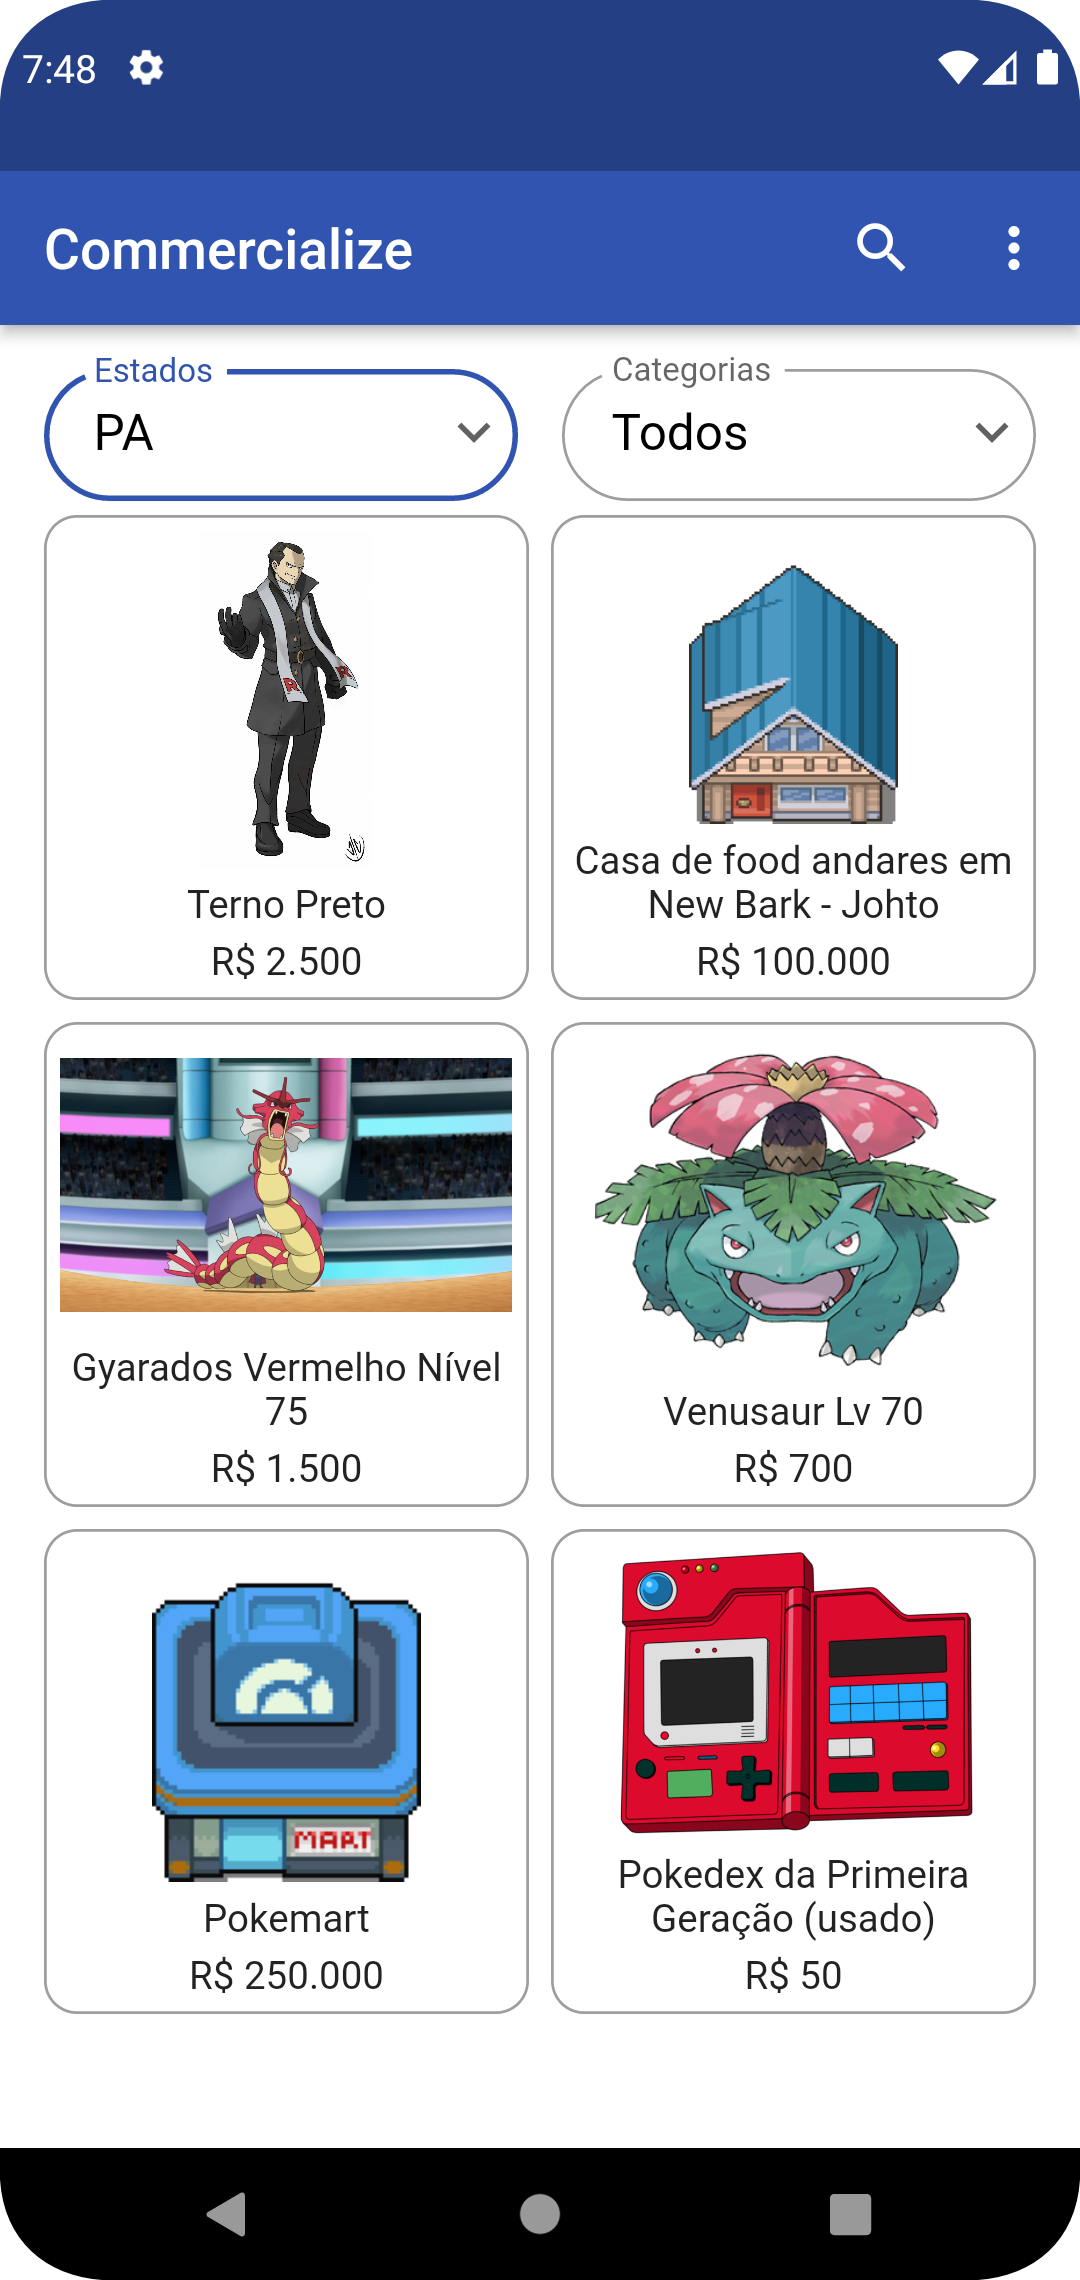 7:48
Commercialize
Estados
Categorias
PA
Todos
Terno Preto
R$ 2.500
Casa de food andares em
New Bark - Johto
R$ 100.000
Gyarados Vermelho Nível
75
R$ 1.500
Venusaur Lv 70
R$ 700
MART
Pokemart
R$ 250.000
Pokedex da Primeira
Geração (usado)
R$ 50